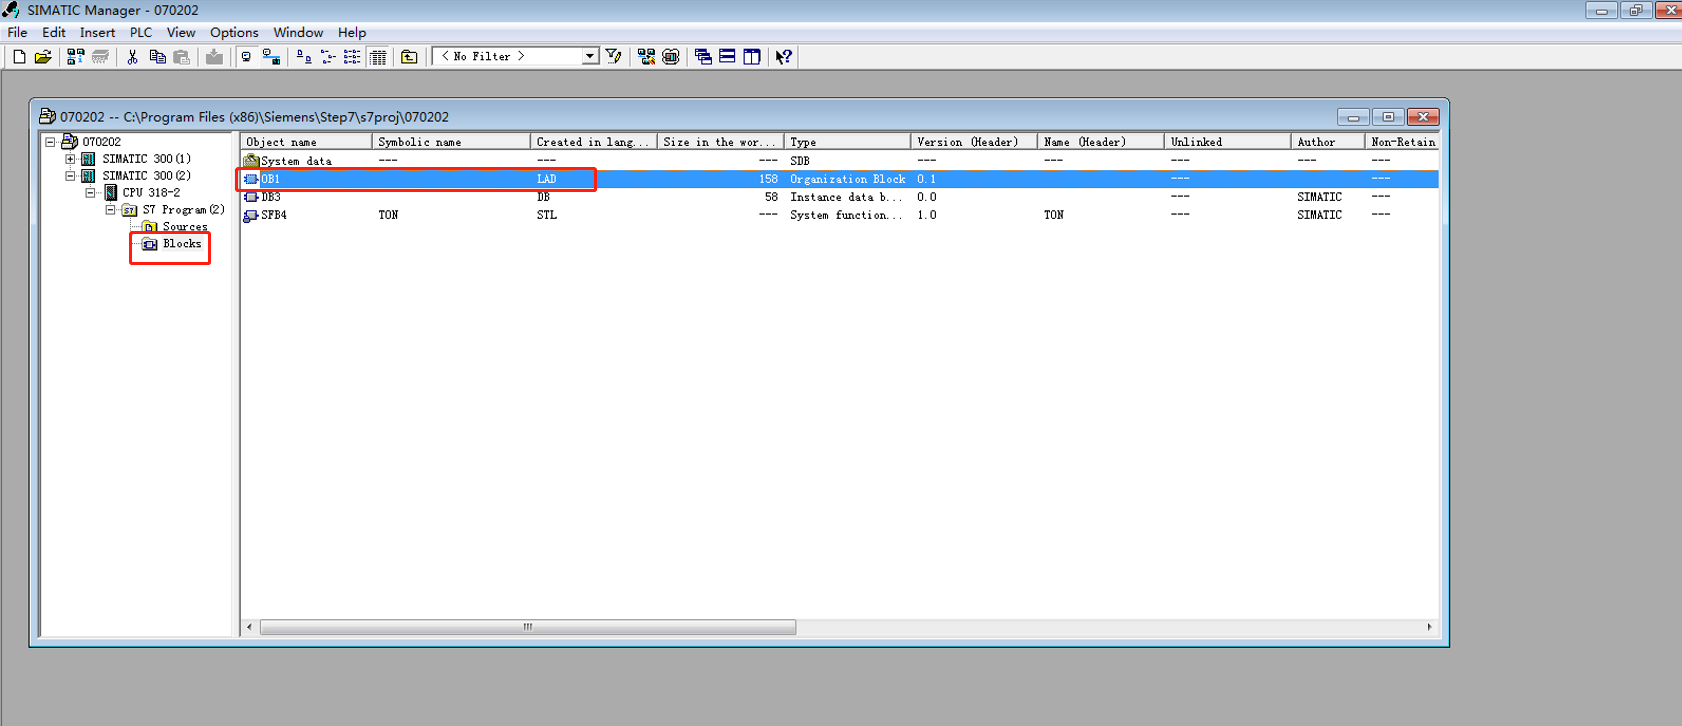 SIMATIC Manager - 070202
File Edit Insert PLC View Options Window Help
< No Filter >
070202 -- C:\Program Files (x86)\Siemens\Step7\s7proj\070202
070202
SIMATIC 300(1)
SIMATIC 300(2)
CPU 318-2
S7 Program(2)
Sources
Blocks
Object name Symbolic name Created in lang... Size in the wor... Type Version (Header) Name (Header) Unlinked Author Non-Retain
System data --- --- --- SDB --- --- --- --- ---
OB1 LAD 158 Organization Block 0.1 --- ---
DB3 DB 58 Instance data b... 0.0 --- SIMATIC ---
SFB4 TON STL --- System function... 1.0 TON --- SIMATIC ---